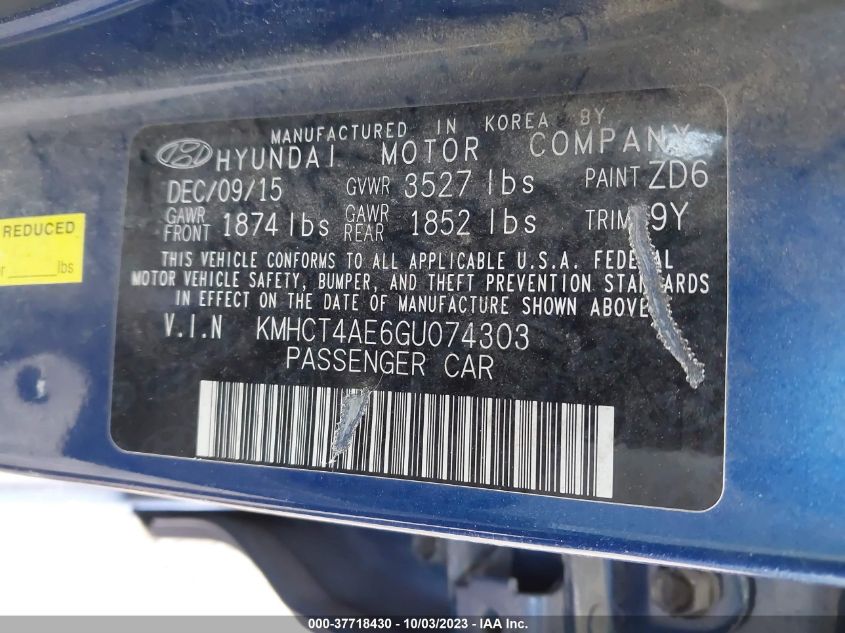 MANUFACTURED IN KOREA BY
HYUNDAI MOTOR COMPANY
DEC/09/15 GVWR 3527 lbs PAINT ZD6
GAWR FRONT 1874 lbs GAWR REAR 1852 lbs TRIM 9Y
THIS VEHICLE CONFORMS TO ALL APPLICABLE U.S.A. FEDERAL
MOTOR VEHICLE SAFETY, BUMPER, AND THEFT PREVENTION STANDARDS
IN EFFECT ON THE DATE OF MANUFACTURE SHOWN ABOVE.
V.I.N KMHCT4AE6GU074303
PASSENGER CAR
REDUCED
lbs
000-37718430 - 10/03/2023 - IAA Inc.